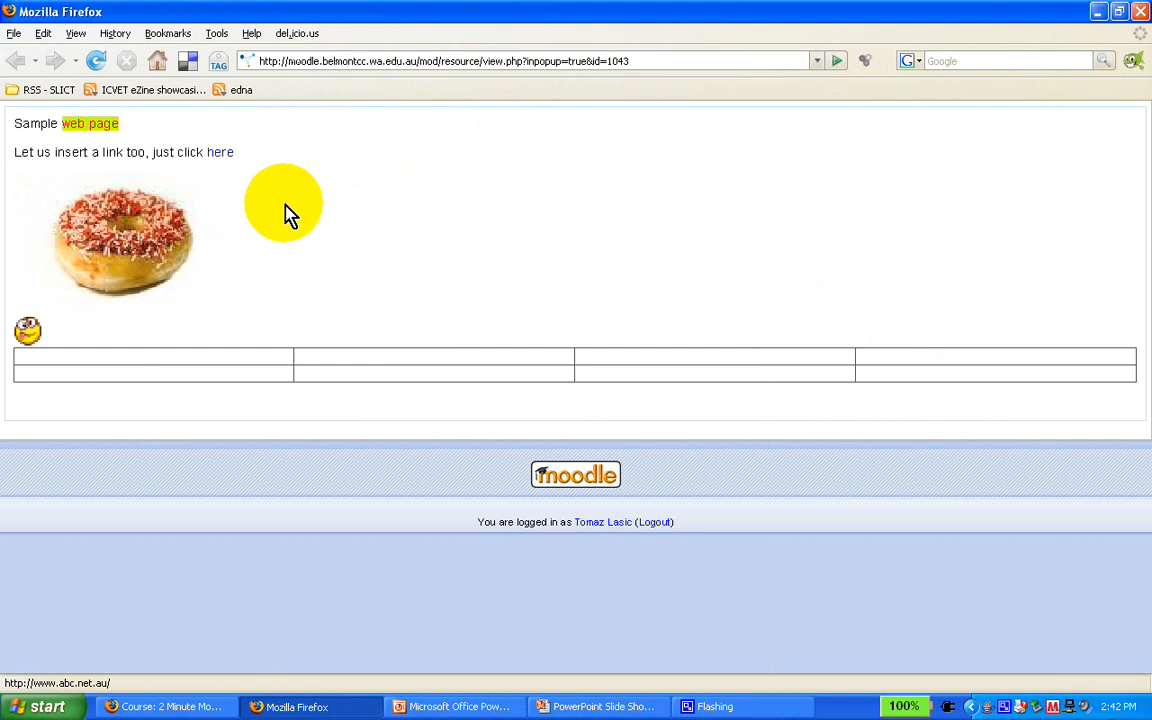 Mozilla Firefox
File Edit View History Bookmarks Tools Help del.icio.us
TAG http://moodle.belmontcc.wa.edu.au/mod/resource/view.php?inpopup=true&id=1043 G Google
RSS - SLICT ICVET eZine showcasi... edna
Sample web page
Let us insert a link too, just click here
moodle
You are logged in as Tomaz Lasic (Logout)
http://www.abc.net.au/
start Course: 2 Minute Mo... Mozilla Firefox Microsoft Office Pow... PowerPoint Slide Sho... Flashing 100% 2:42 PM